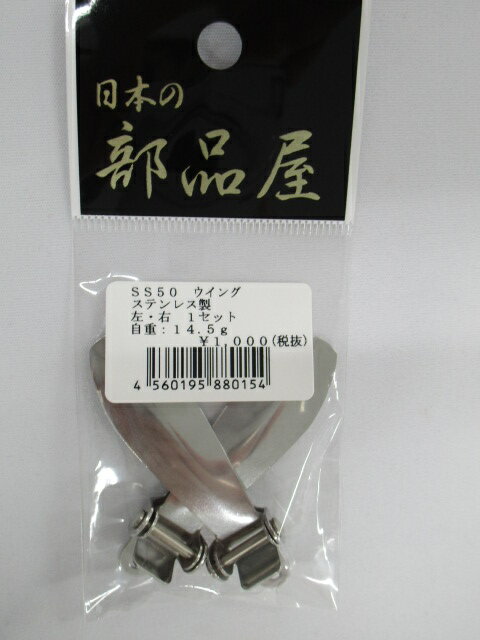 日本の
部品屋
SS50 ウイング
ステンレス製
左・右 1セット
自重:14.5g
¥1,000(税抜)
4 560195 880154